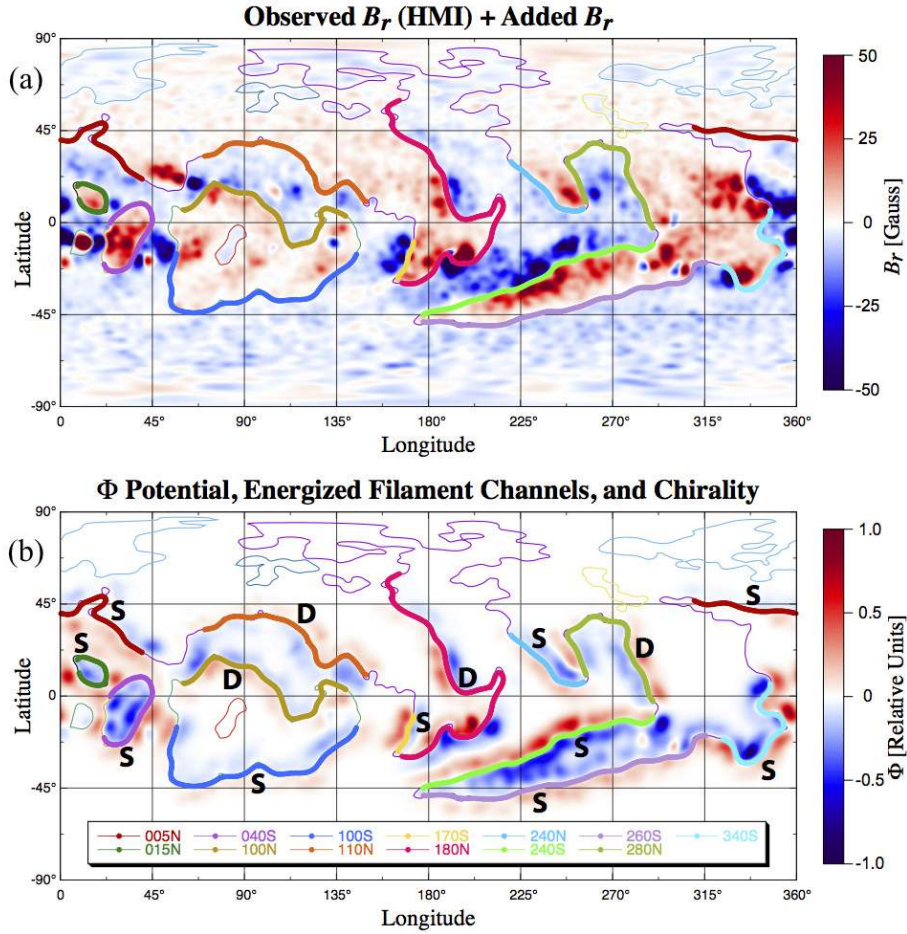 Observed Br (HMI) + Added Br
(a)
90°
45°
0
-45°
-90°
Latitude
0 45° 90° 135° 180° 225° 270° 315° 360°
Longitude
50
25
0
-25
-50
Br [Gauss]
Φ Potential, Energized Filament Channels, and Chirality
(b)
90°
45°
0
-45°
-90°
Latitude
S S D S
S D D S D
S S S
S S S
005N 040S 100S 170S 240N 260S 340S
015N 100N 110N 180N 240S 280N
0 45° 90° 135° 180° 225° 270° 315° 360°
Longitude
1.0
0.5
0
-0.5
-1.0
Φ [Relative Units]